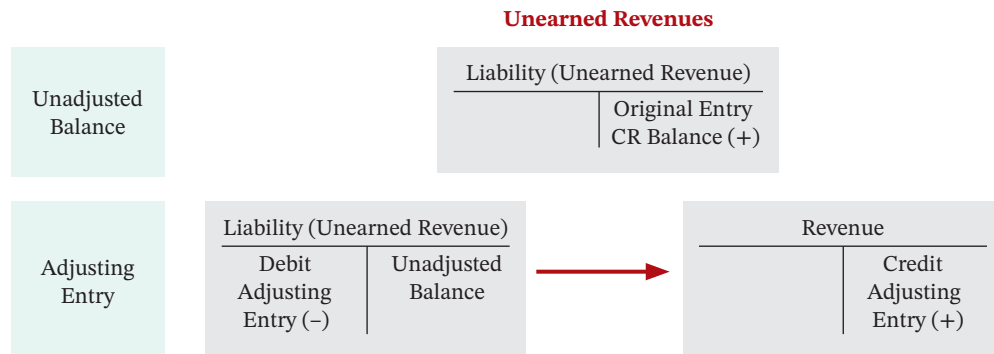 Unearned Revenues
Unadjusted
Balance
Liability (Unearned Revenue)
Original Entry
CR Balance (+)
Adjusting
Entry
Liability (Unearned Revenue)
Debit
Adjusting
Entry (–)
Unadjusted
Balance
Revenue
Credit
Adjusting
Entry (+)